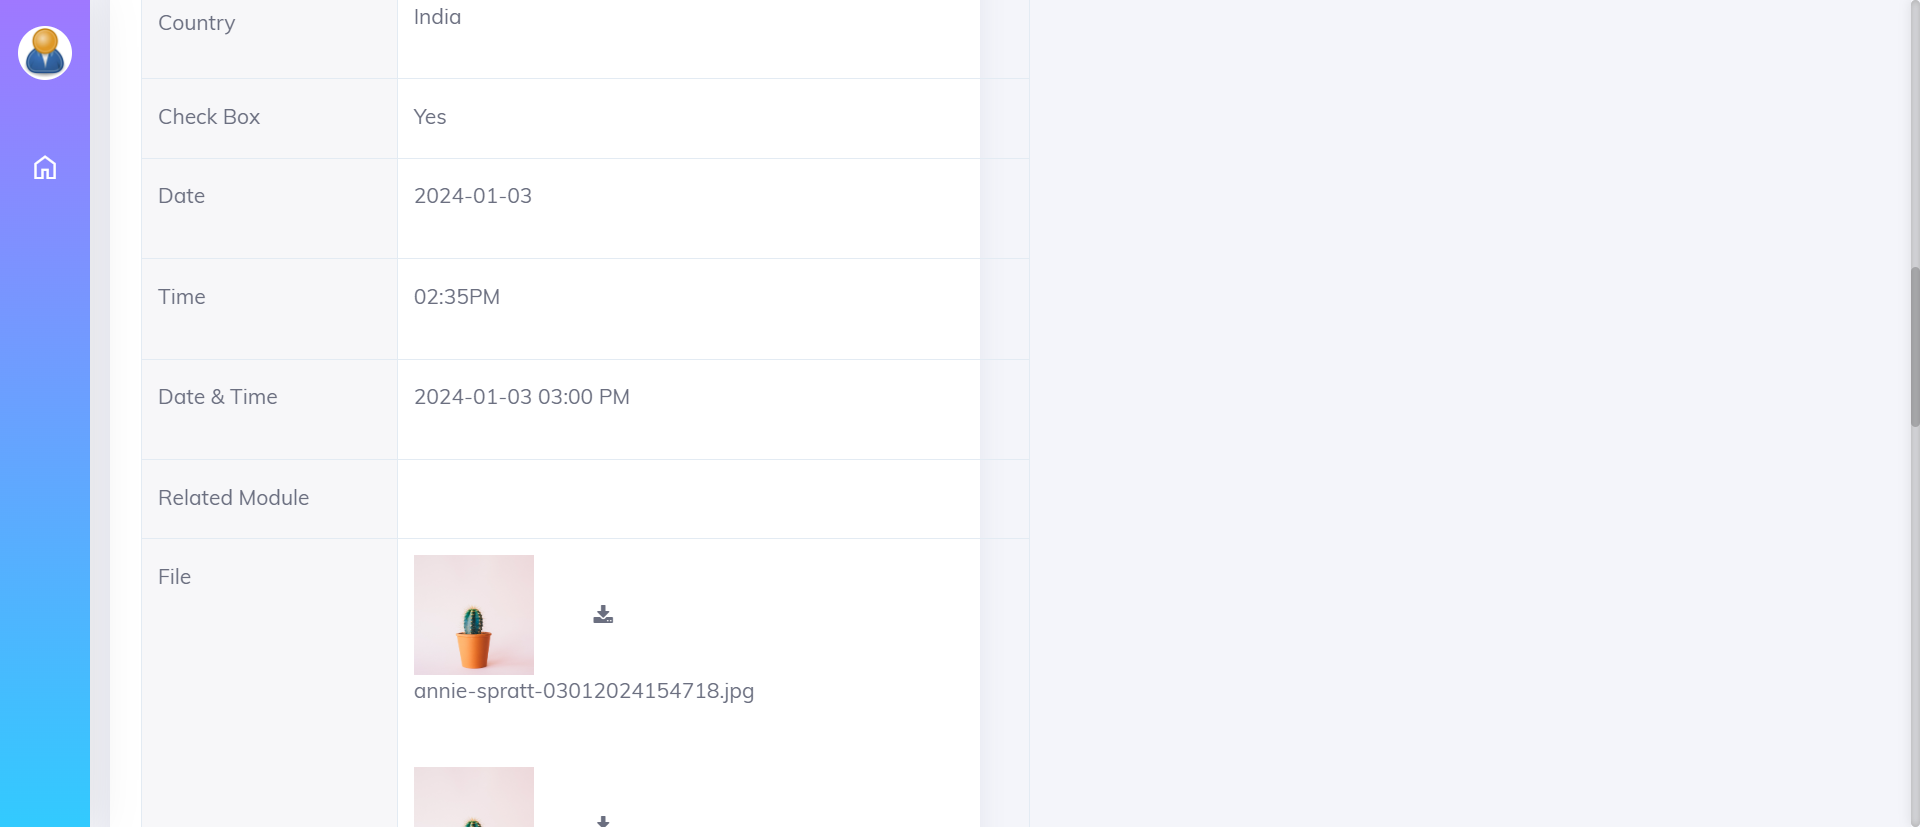 Country
India
Check Box
Yes
Date
2024-01-03
Time
02:35PM
Date & Time
2024-01-03 03:00 PM
Related Module
File
annie-spratt-03012024154718.jpg